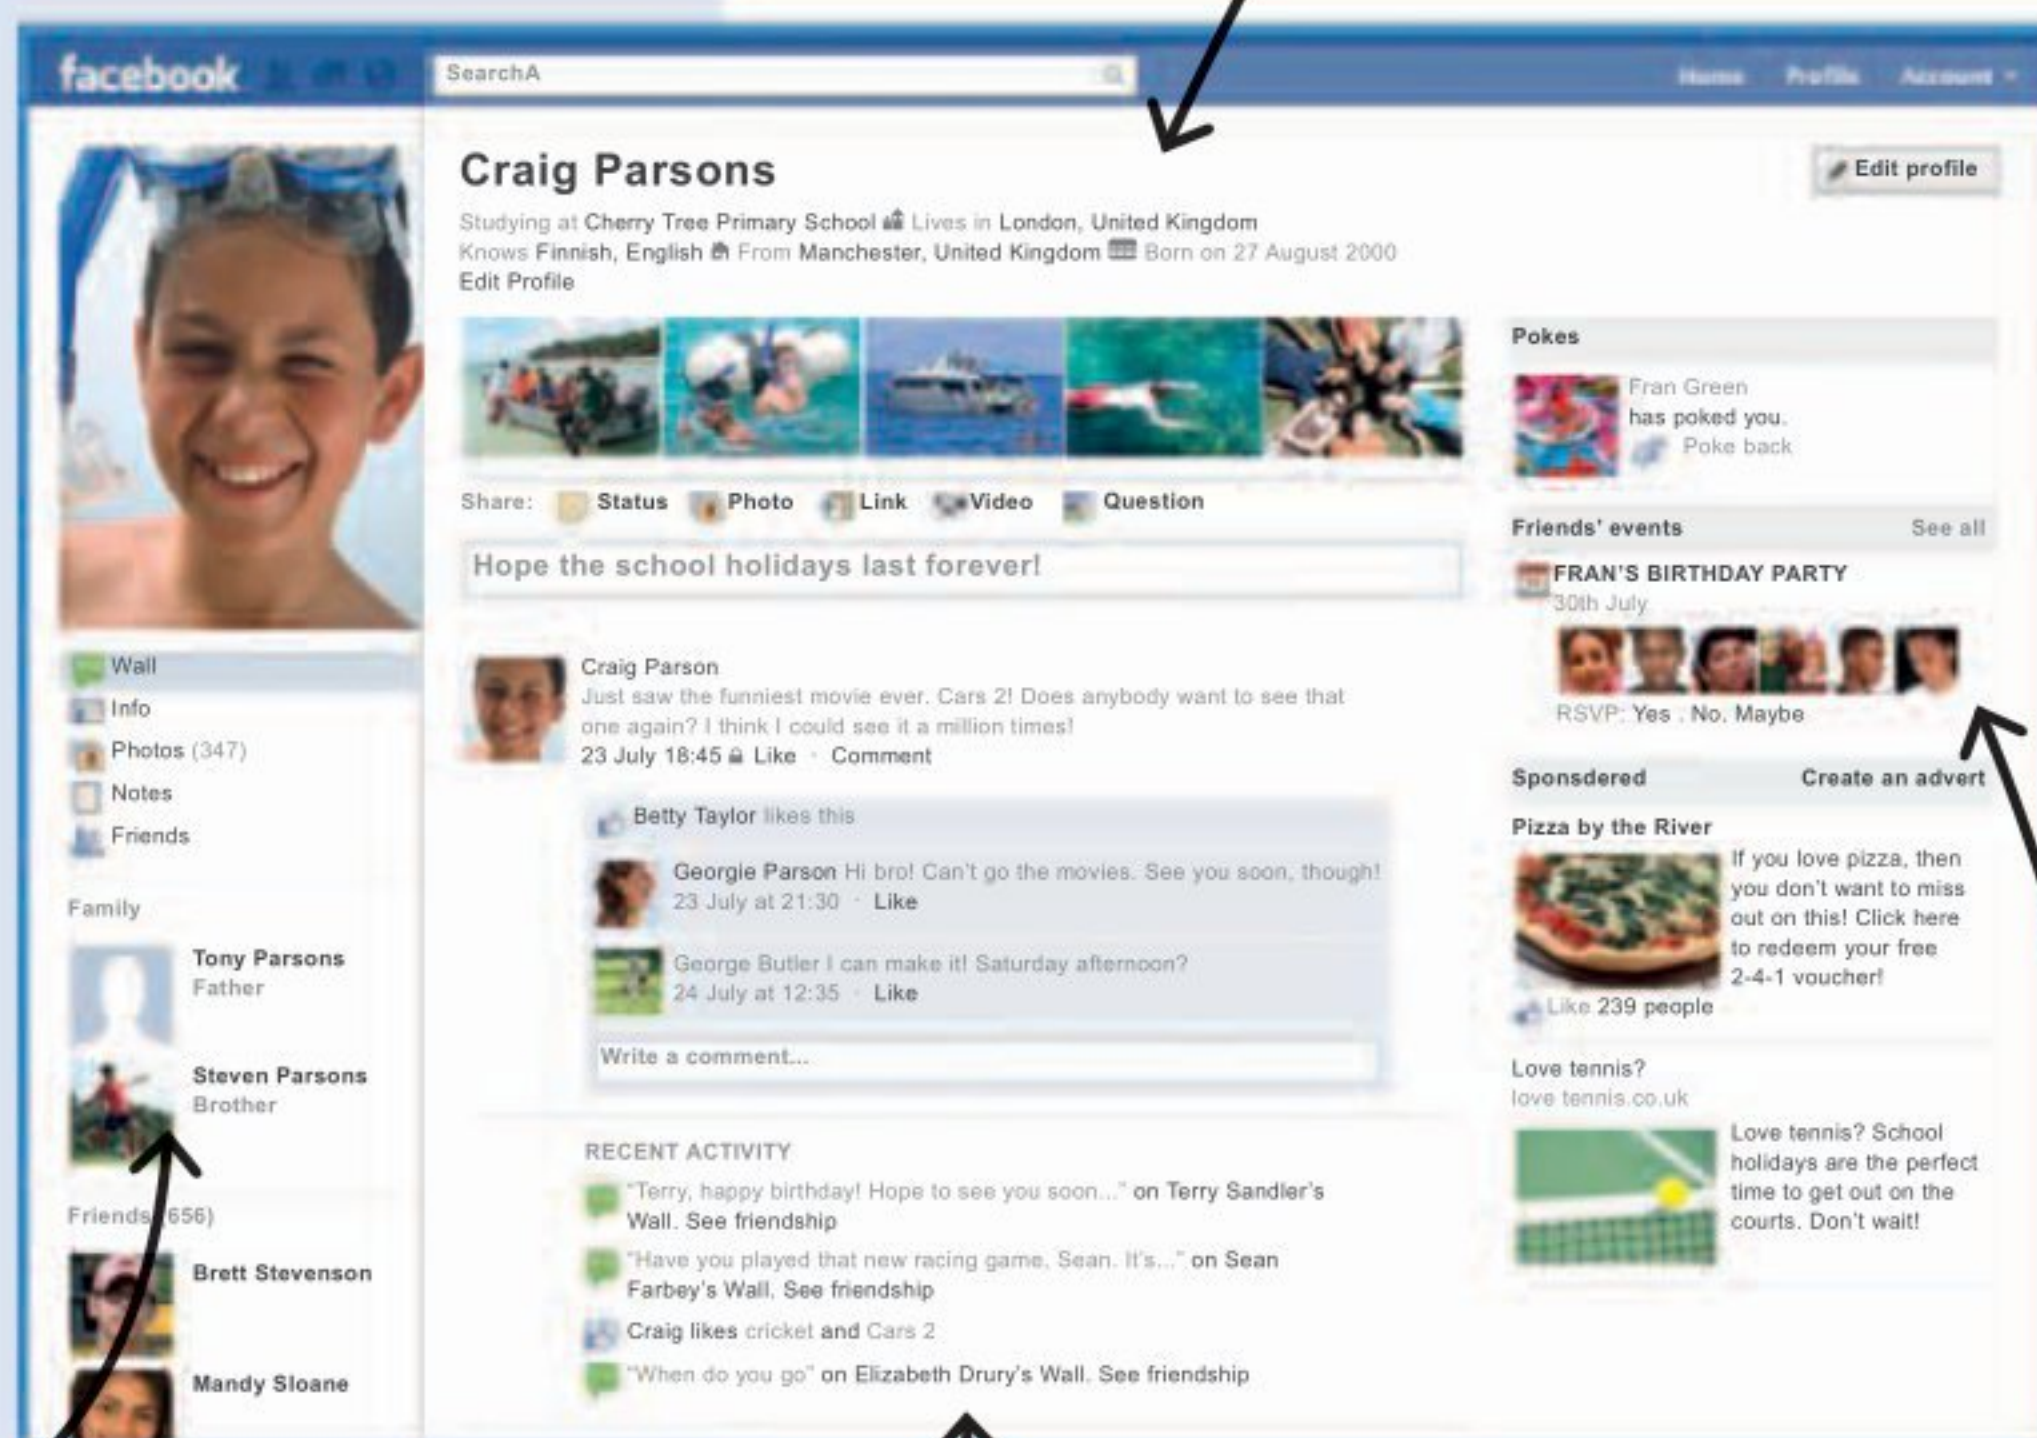 facebook
SearchA
Home Profile Account
Craig Parsons
Edit profile
Studying at Cherry Tree Primary School Lives in London, United Kingdom
Knows Finnish, English From Manchester, United Kingdom Born on 27 August 2000
Edit Profile
Share: Status Photo Link Video Question
Hope the school holidays last forever!
Craig Parson
Just saw the funniest movie ever. Cars 2! Does anybody want to see that
one again? I think I could see it a million times!
23 July 18:45 Like · Comment
Betty Taylor likes this
Georgie Parson Hi bro! Can't go the movies. See you soon, though!
23 July at 21:30 · Like
George Butler I can make it! Saturday afternoon?
24 July at 12:35 · Like
Write a comment...
RECENT ACTIVITY
"Terry, happy birthday! Hope to see you soon..." on Terry Sandler's
Wall. See friendship
"Have you played that new racing game, Sean. It's..." on Sean
Farbey's Wall. See friendship
Craig likes cricket and Cars 2
"When do you go" on Elizabeth Drury's Wall. See friendship
Wall
Info
Photos (347)
Notes
Friends
Family
Tony Parsons
Father
Steven Parsons
Brother
Friends (656)
Brett Stevenson
Mandy Sloane
Pokes
Fran Green
has poked you.
Poke back
Friends' events See all
FRAN'S BIRTHDAY PARTY
30th July
RSVP: Yes . No. Maybe
Sponsdered Create an advert
Pizza by the River
If you love pizza, then
you don't want to miss
out on this! Click here
to redeem your free
2-4-1 voucher!
Like 239 people
Love tennis?
love tennis.co.uk
Love tennis? School
holidays are the perfect
time to get out on the
courts. Don't wait!